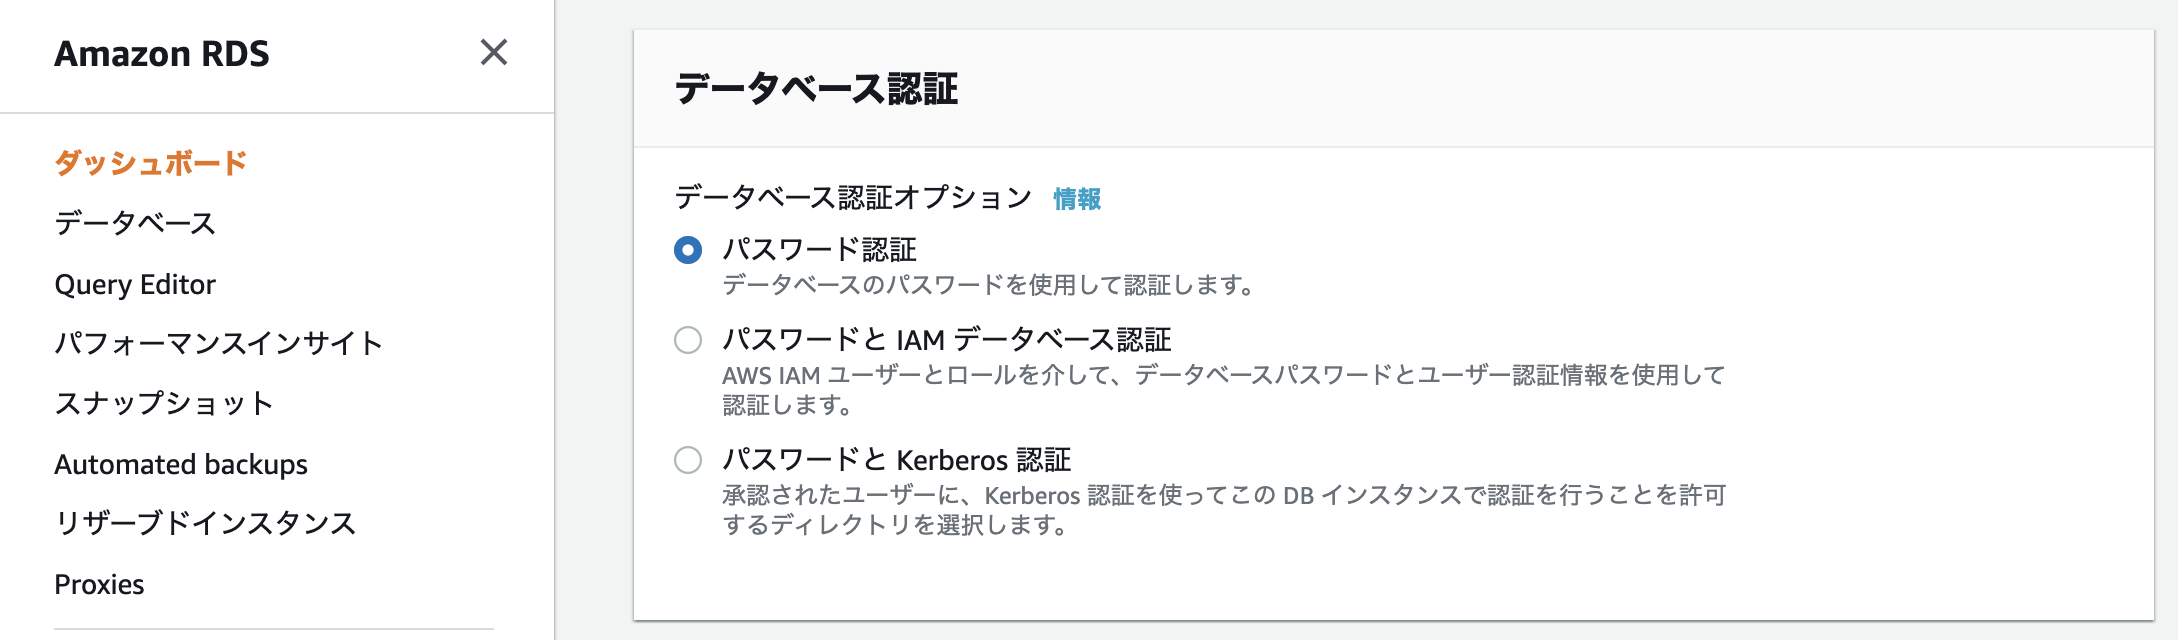 Amazon RDS
ダッシュボード
データベース
Query Editor
パフォーマンスインサイト
スナップショット
Automated backups
リザーブドインスタンス
Proxies
データベース認証
データベース認証オプション 情報
パスワード認証
データベースのパスワードを使用して認証します。
パスワードと IAM データベース認証
AWS IAM ユーザーとロールを介して、データベースパスワードとユーザー認証情報を使用して
認証します。
パスワードと Kerberos 認証
承認されたユーザーに、Kerberos 認証を使ってこの DB インスタンスで認証を行うことを許可
するディレクトリを選択します。